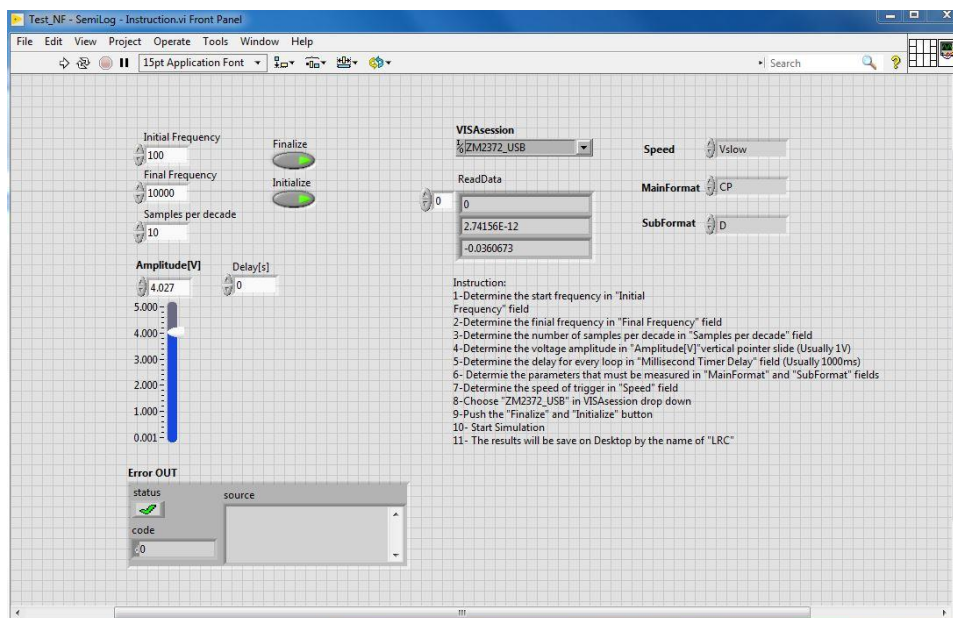 Test_NF - SemiLog - Instruction.vi Front Panel
File Edit View Project Operate Tools Window Help
15pt Application Font
Search
Initial Frequency
100
Final Frequency
10000
Samples per decade
10
Finalize
Initialize
Amplitude[V]
4.027
Delay[s]
0
5.000
4.000
3.000
2.000
1.000
0.001
VISAsession
ZM2372_USB
ReadData
0
0
2.74156E-12
-0.0360673
Speed
Vslow
MainFormat
CP
SubFormat
D
Instruction:
1-Determine the start frequency in "Initial
Frequency" field
2-Determine the finial frequency in "Final Frequency" field
3-Determine the number of samples per decade in "Samples per decade" field
4-Determine the voltage amplitude in "Amplitude[V]"vertical pointer slide (Usually 1V)
5-Determine the delay for every loop in "Millisecond Timer Delay" field (Usually 1000ms)
6- Determie the parameters that must be measured in "MainFormat" and "SubFormat" fields
7-Determine the speed of trigger in "Speed" field
8-Choose "ZM2372_USB" in VISAsession drop down
9-Push the "Finalize" and "Initialize" button
10- Start Simulation
11- The results will be save on Desktop by the name of "LRC"
Error OUT
status
source
code
0